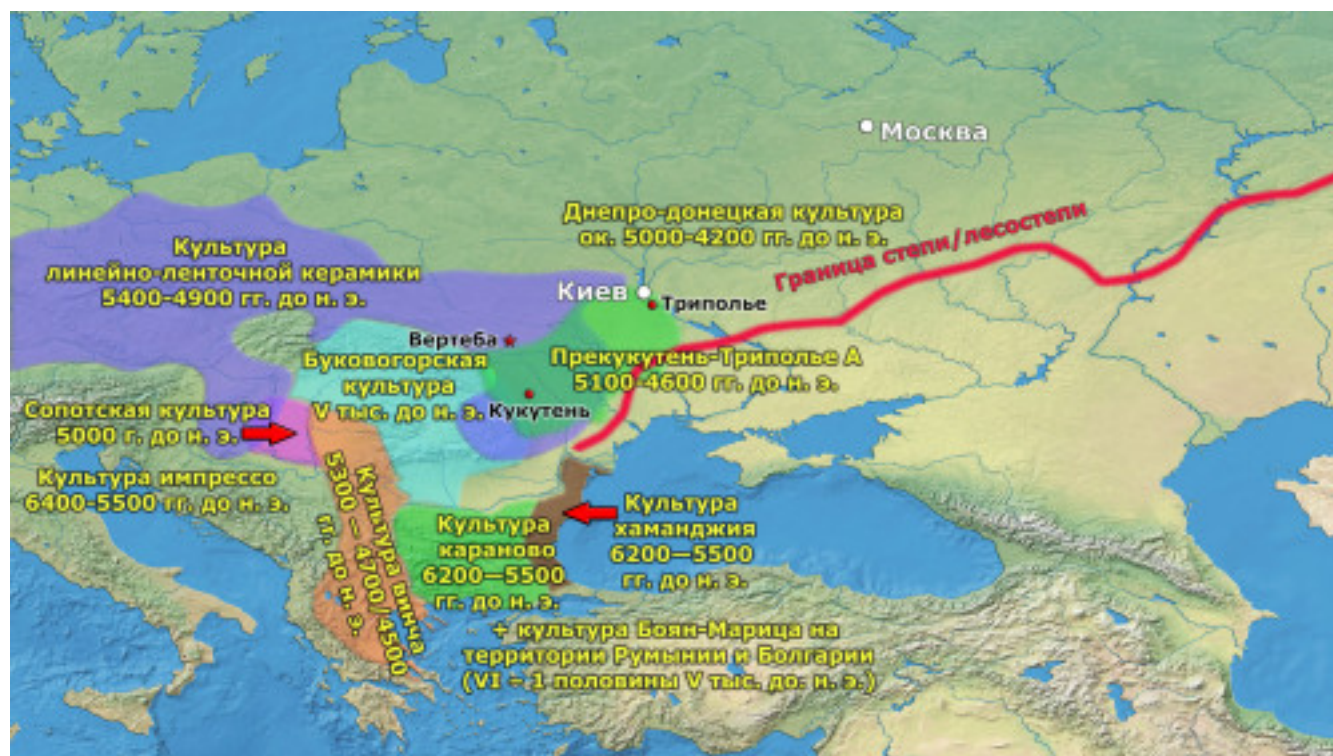 Москва
Днепро-донецкая культура
ок. 5000-4200 гг. до н. э.
Граница степи/лесостепи
Культура
линейно-ленточной керамики
5400-4900 гг. до н. э.
Киев
Триполье
Вертеба
Буковогорская
культура
V тыс. до н. э.
Прекукутень-Триполье А
5100-4600 гг. до н. э.
Кукутень
Сопотская культура
5000 г. до н. э.
Культура импрессо
6400-5500 гг. до н. э.
Культура винча
5300 — 4700/4500
гг. до н. э.
Культура
караново
6200—5500
гг. до н. э.
Культура
хаманджия
6200—5500
гг. до н. э.
+ культура Боян-Марица на
территории Румынии и Болгарии
(VI - 1 половины V тыс. до. н. э.)